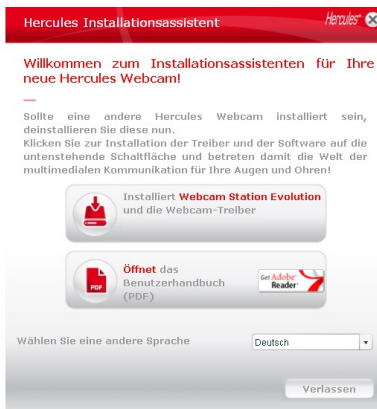 Hercules Installationsassistent
Hercules
Willkommen zum Installationsassistenten für Ihre
neue Hercules Webcam!
Sollte eine andere Hercules Webcam installiert sein,
deinstallieren Sie diese nun.
Klicken Sie zur Installation der Treiber und der Software auf die
untenstehende Schaltfläche und betreten damit die Welt der
multimedialen Kommunikation für Ihre Augen und Ohren!
Installiert Webcam Station Evolution
und die Webcam-Treiber
PDF
Öffnet das
Benutzerhandbuch
(PDF)
Get Adobe
Reader
Wählen Sie eine andere Sprache
Deutsch
Verlassen